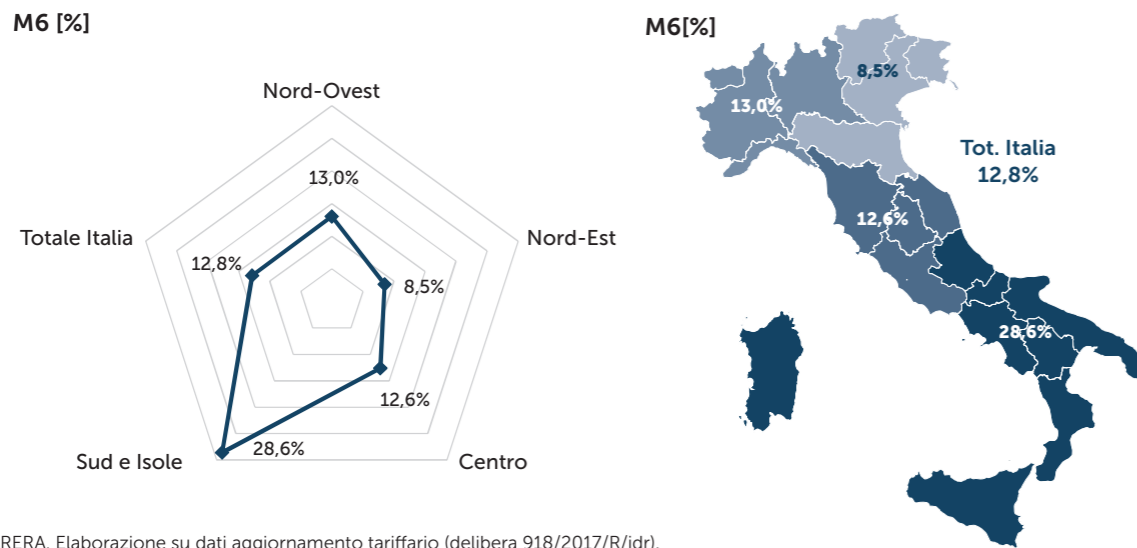 M6 [%]
Nord-Ovest
13,0%
Totale Italia
Nord-Est
12,8%
8,5%
12,6%
28,6%
Sud e Isole
Centro
M6[%]
8,5%
13,0%
Tot. Italia
12,8%
12,6%
28,6%
RERA. Elaborazione su dati aggiornamento tariffario (delibera 918/2017/R/idr).